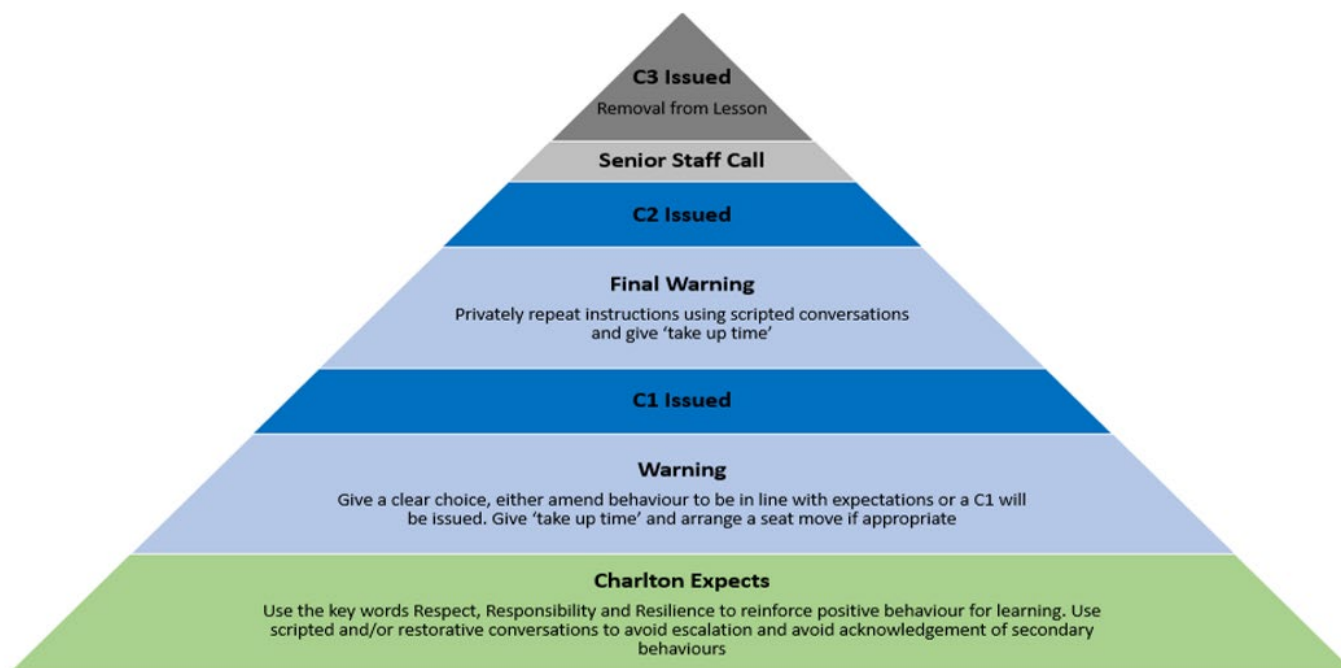 C3 Issued
Removal from Lesson
Senior Staff Call
C2 Issued
Final Warning
Privately repeat instructions using scripted conversations
and give ‘take up time’
C1 Issued
Warning
Give a clear choice, either amend behaviour to be in line with expectations or a C1 will
be issued. Give ‘take up time’ and arrange a seat move if appropriate
Charlton Expects
Use the key words Respect, Responsibility and Resilience to reinforce positive behaviour for learning. Use
scripted and/or restorative conversations to avoid escalation and avoid acknowledgement of secondary
behaviours